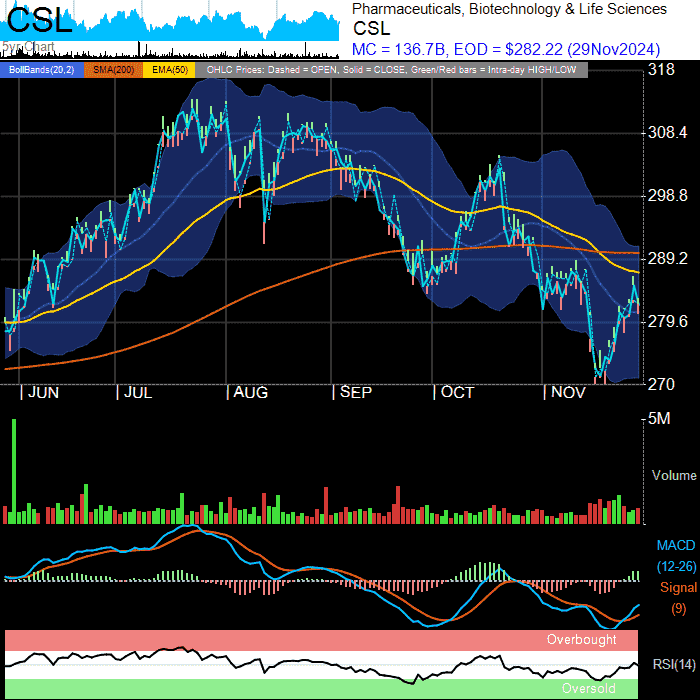 Pharmaceuticals, Biotechnology & Life Sciences
CSL
CSL
5yr Chart
MC = 136.7B, EOD = $282.22 (29Nov2024)
BollBands(20,2) SMA(200) EMA(50) OHLC Prices: Dashed = OPEN, Solid = CLOSE, Green/Red bars = Intra-day HIGH/LOW
318
308.4
298.8
289.2
279.6
270
| JUN | JUL | AUG | SEP | OCT | NOV
5M
Volume
MACD
(12-26)
Signal
(9)
Overbought
RSI(14)
Oversold